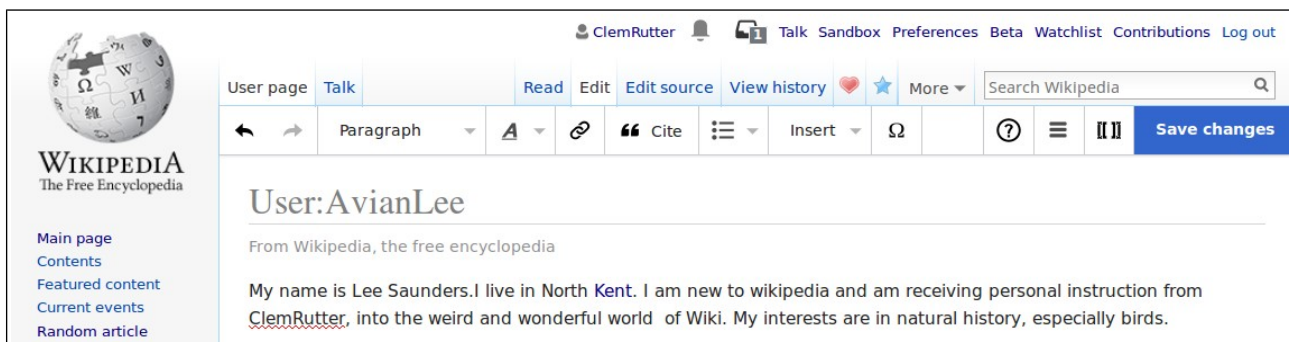 ClemRutter 1 Talk Sandbox Preferences Beta Watchlist Contributions Log out
User page Talk Read Edit Edit source View history More Search Wikipedia
Paragraph A Cite Insert Ω ? [[ ]] Save changes
Ω W И 維 7
WIKIPEDIA
The Free Encyclopedia
User:AvianLee
From Wikipedia, the free encyclopedia
Main page
Contents
Featured content
Current events
Random article
My name is Lee Saunders.I live in North Kent. I am new to wikipedia and am receiving personal instruction from
ClemRutter, into the weird and wonderful world  of Wiki. My interests are in natural history, especially birds.